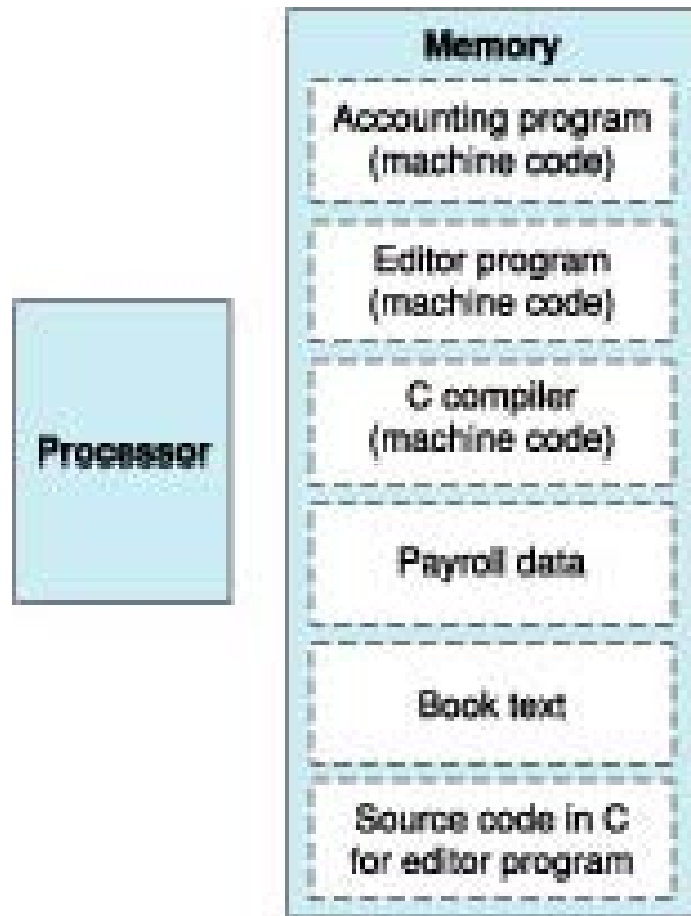 Memory
Accounting program
(machine code)
Editor program
(machine code)
C compiler
(machine code)
Processor
Payroll data
Book text
Source code in C
for editor program